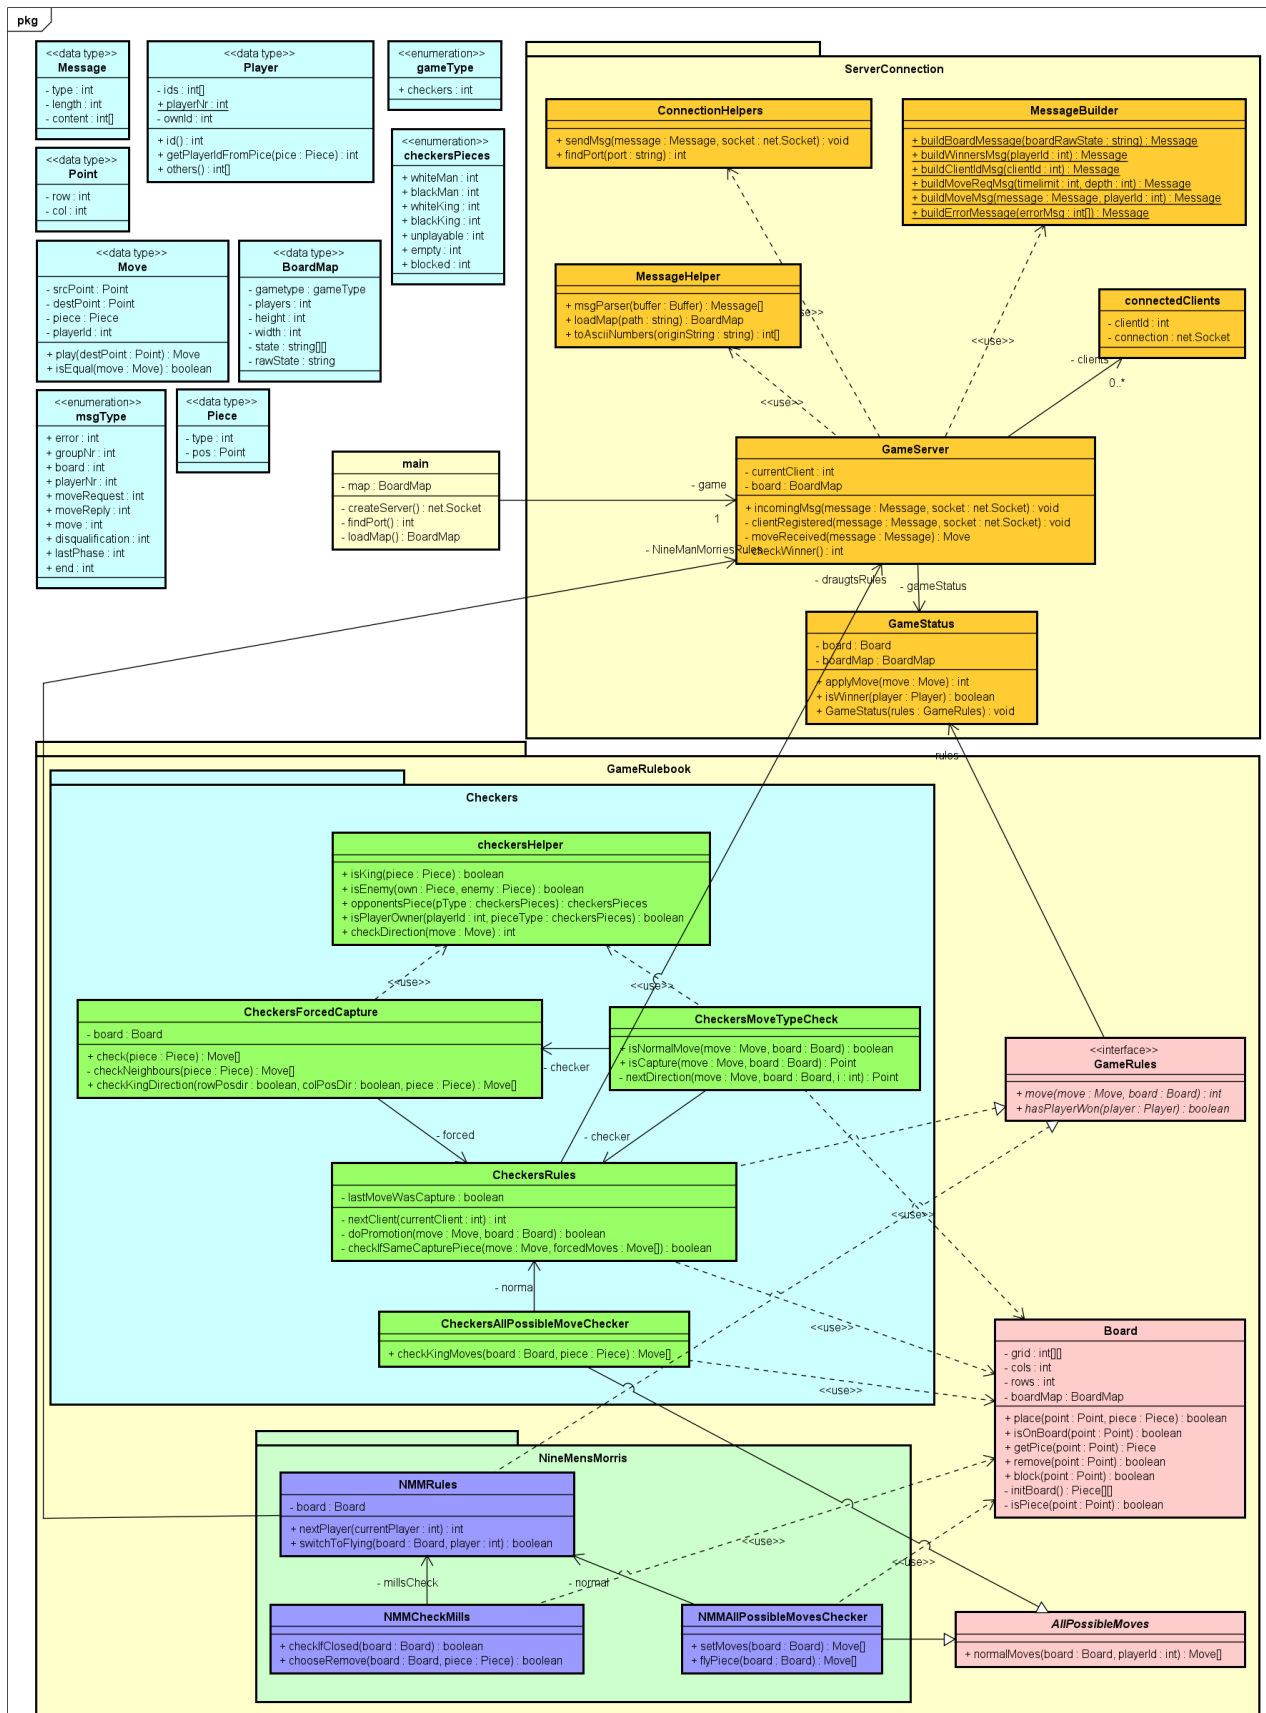 pkg
<<data type>>
Message
- type : int
- length : int
- content : int[]
<<data type>>
Player
- ids : int[]
+ playerNr : int
- ownId : int
+ id() : int
+ getPlayerIdFromPice(pice : Piece) : int
+ others() : int[]
<<enumeration>>
gameType
+ checkers : int
<<data type>>
Point
- row : int
- col : int
<<enumeration>>
checkersPieces
+ whiteMan : int
+ blackMan : int
+ whiteKing : int
+ blackKing : int
+ unplayable : int
+ empty : int
+ blocked : int
<<data type>>
Move
- srcPoint : Point
- destPoint : Point
- piece : Piece
- playerId : int
+ play(destPoint : Point) : Move
+ isEqual(move : Move) : boolean
<<data type>>
BoardMap
- gametype : gameType
- players : int
- height : int
- width : int
- state : string[][]
- rawState : string
<<enumeration>>
msgType
+ error : int
+ groupNr : int
+ board : int
+ playerNr : int
+ moveRequest : int
+ moveReply : int
+ move : int
+ disqualification : int
+ lastPhase : int
+ end : int
<<data type>>
Piece
- type : int
- pos : Point
main
- map : BoardMap
- createServer() : net.Socket
- findPort() : int
- loadMap() : BoardMap
ServerConnection
ConnectionHelpers
+ sendMsg(message : Message, socket : net.Socket) : void
+ findPort(port : string) : int
MessageBuilder
+ buildBoardMessage(boardRawState : string) : Message
+ buildWinnersMsg(playerId : int) : Message
+ buildClientIdMsg(clientId : int) : Message
+ buildMoveReqMsg(timelimit : int, depth : int) : Message
+ buildMoveMsg(message : Message, playerId : int) : Message
+ buildErrorMessage(errorMsg : int[]) : Message
MessageHelper
+ msgParser(buffer : Buffer) : Message[]
+ loadMap(path : string) : BoardMap
+ toAsciiNumbers(originString : string) : int[]
connectedClients
- clientId : int
- connection : net.Socket
<<use>>
<<use>>
- clients
0..*
- game
1
GameServer
- currentClient : int
- board : BoardMap
+ incomingMsg(message : Message, socket : net.Socket) : void
- clientRegistered(message : Message, socket : net.Socket) : void
- moveReceived(message : Message) : Move
- checkWinner() : int
- NineManMorriesRules
- draugtsRules
- gameStatus
GameStatus
- board : Board
- boardMap : BoardMap
+ applyMove(move : Move) : int
+ isWinner(player : Player) : boolean
+ GameStatus(rules : GameRules) : void
- rules
GameRulebook
Checkers
checkersHelper
+ isKing(piece : Piece) : boolean
+ isEnemy(own : Piece, enemy : Piece) : boolean
+ opponentsPiece(pType : checkersPieces) : checkersPieces
+ isPlayerOwner(playerId : int, pieceType : checkersPieces) : boolean
+ checkDirection(move : Move) : int
<<use>>
<<use>>
CheckersForcedCapture
- board : Board
+ check(piece : Piece) : Move[]
- checkNeighbours(piece : Piece) : Move[]
+ checkKingDirection(rowPosdir : boolean, colPosDir : boolean, piece : Piece) : Move[]
- checker
CheckersMoveTypeCheck
+ isNormalMove(move : Move, board : Board) : boolean
+ isCapture(move : Move, board : Board) : Point
- nextDirection(move : Move, board : Board, i : int) : Point
<<interface>>
GameRules
+ move(move : Move, board : Board) : int
+ hasPlayerWon(player : Player) : boolean
- forced
- checker
CheckersRules
- lastMoveWasCapture : boolean
- nextClient(currentClient : int) : int
- doPromotion(move : Move, board : Board) : boolean
- checkIfSameCapturePiece(move : Move, forcedMoves : Move[]) : boolean
<<use>>
- normal
<<use>>
CheckersAllPossibleMoveChecker
+ checkKingMoves(board : Board, piece : Piece) : Move[]
<<use>>
Board
- grid : int[][]
- cols : int
- rows : int
- boardMap : BoardMap
+ place(point : Point, piece : Piece) : boolean
+ isOnBoard(point : Point) : boolean
+ getPice(point : Point) : Piece
+ remove(point : Point) : boolean
+ block(point : Point) : boolean
- initBoard() : Piece[][]
- isPiece(point : Point) : boolean
NineMensMorris
NMMRules
- board : Board
+ nextPlayer(currentPlayer : int) : int
+ switchToFlying(board : Board, player : int) : boolean
<<use>>
<<use>>
- millsCheck
- normal
NMMCheckMills
+ checkIfClosed(board : Board) : boolean
+ chooseRemove(board : Board, piece : Piece) : boolean
NMMAllPossibleMovesChecker
+ setMoves(board : Board) : Move[]
+ flyPiece(board : Board) : Move[]
AllPossibleMoves
+ normalMoves(board : Board, playerId : int) : Move[]